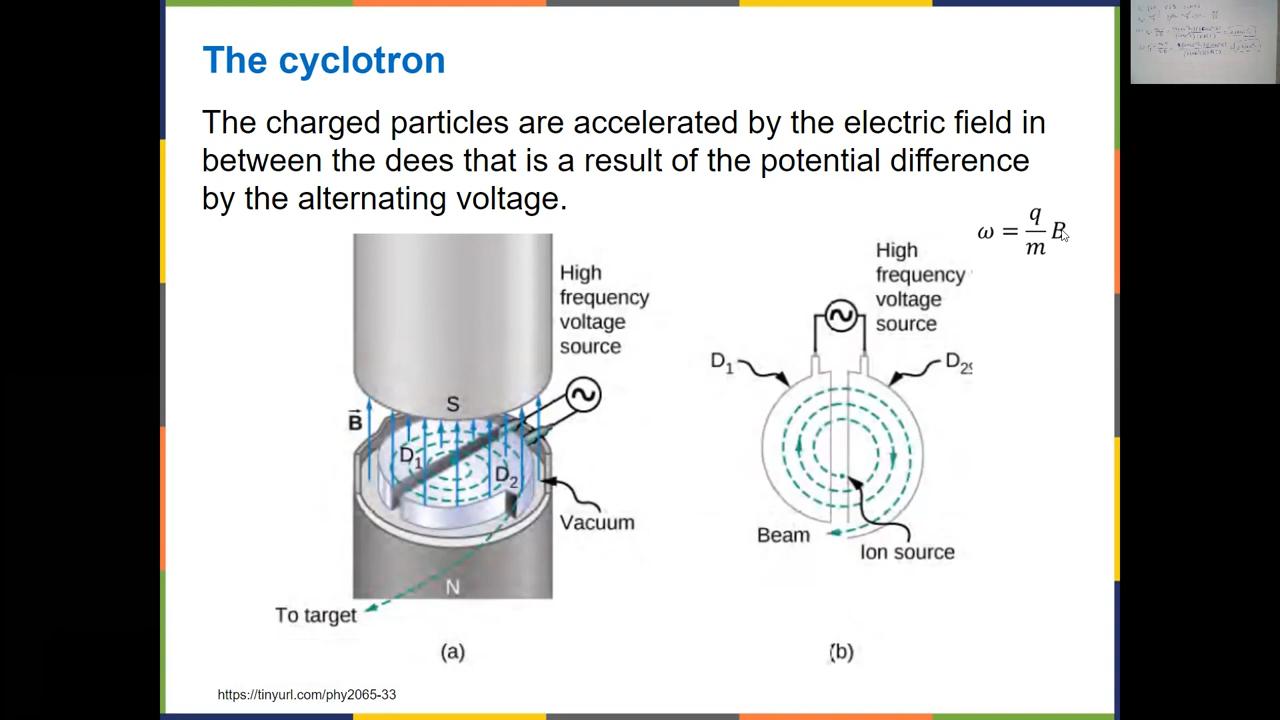 The cyclotron
The charged particles are accelerated by the electric field in
between the dees that is a result of the potential difference
by the alternating voltage.
ω = q/m B
High
frequency
voltage
source
S
B⃗
D₁
D₂
Vacuum
N
To target
(a)
High
frequency
voltage
source
D₁
D₂
Beam
Ion source
(b)
https://tinyurl.com/phy2065-33